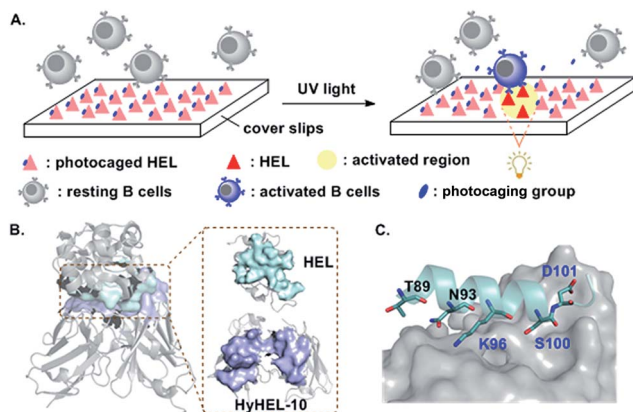 A.
UV light
cover slips
: photocaged HEL
: HEL
: activated region
: resting B cells
: activated B cells
: photocaging group
B.
HEL
HyHEL-10
C.
T89
N93
K96
S100
D101